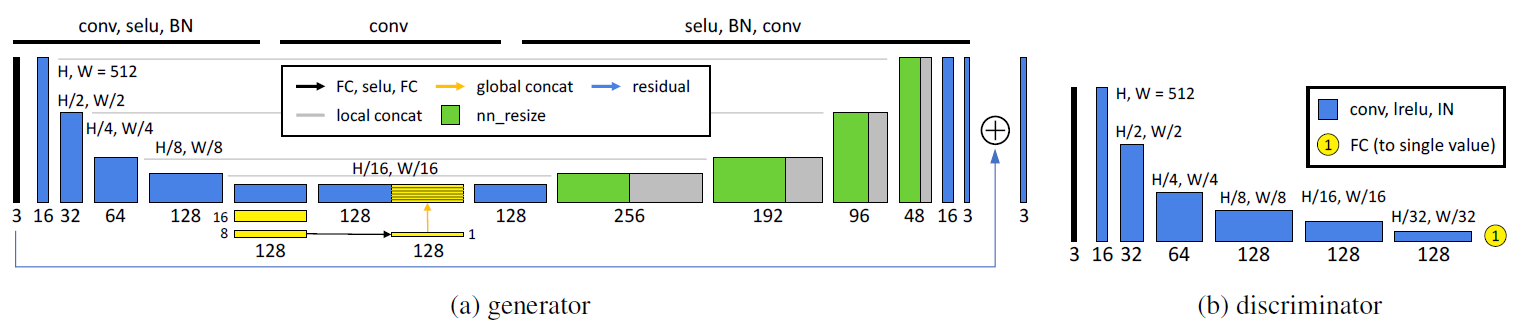 conv, selu, BN
conv
selu, BN, conv
H, W = 512
H/2, W/2
H/4, W/4
H/8, W/8
H/16, W/16
FC, selu, FC
global concat
residual
local concat
nn_resize
3
16
32
64
128
16
8
128
128
128
1
128
256
192
96
48
16
3
3
(a) generator
H, W = 512
H/2, W/2
H/4, W/4
H/8, W/8
H/16, W/16
H/32, W/32
conv, lrelu, IN
1 FC (to single value)
1
3
16
32
64
128
128
128
(b) discriminator